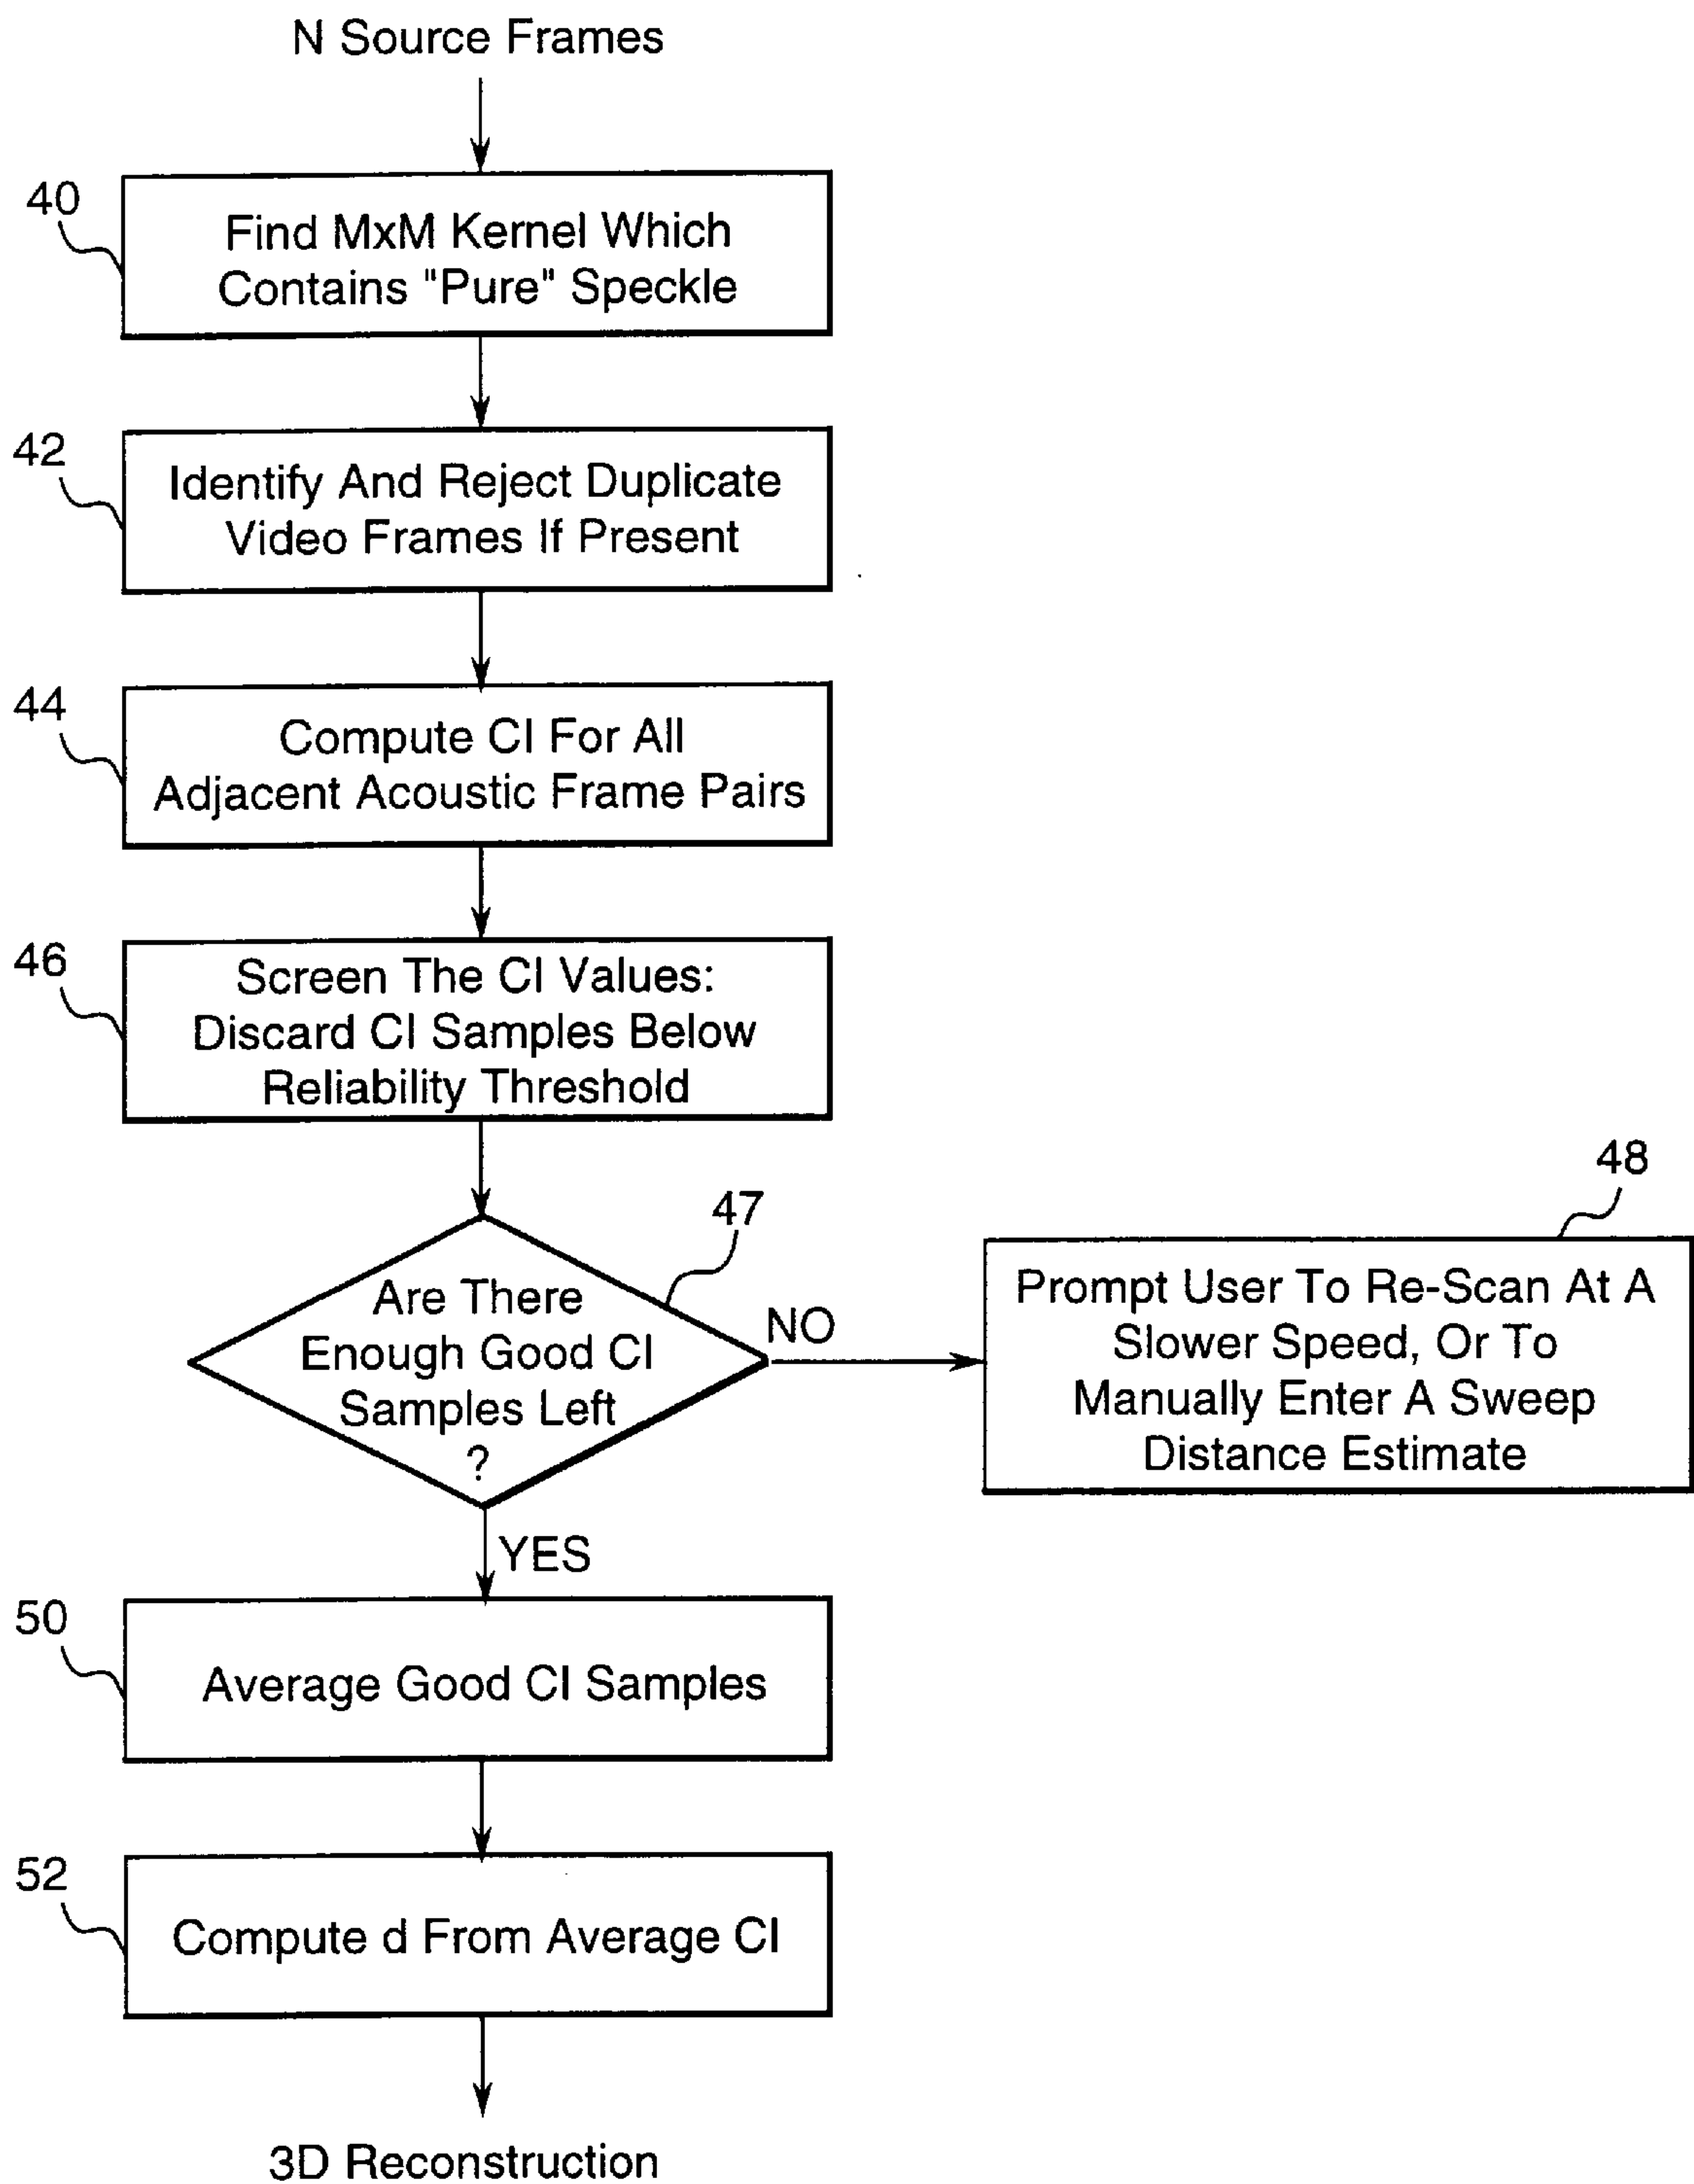 N Source Frames
40
Find MxM Kernel Which
Contains "Pure" Speckle
42
Identify And Reject Duplicate
Video Frames If Present
44
Compute CI For All
Adjacent Acoustic Frame Pairs
46
Screen The CI Values:
Discard CI Samples Below
Reliability Threshold
47
Are There
Enough Good CI
Samples Left
?
NO
48
Prompt User To Re-Scan At A
Slower Speed, Or To
Manually Enter A Sweep
Distance Estimate
YES
50
Average Good CI Samples
52
Compute d From Average CI
3D Reconstruction